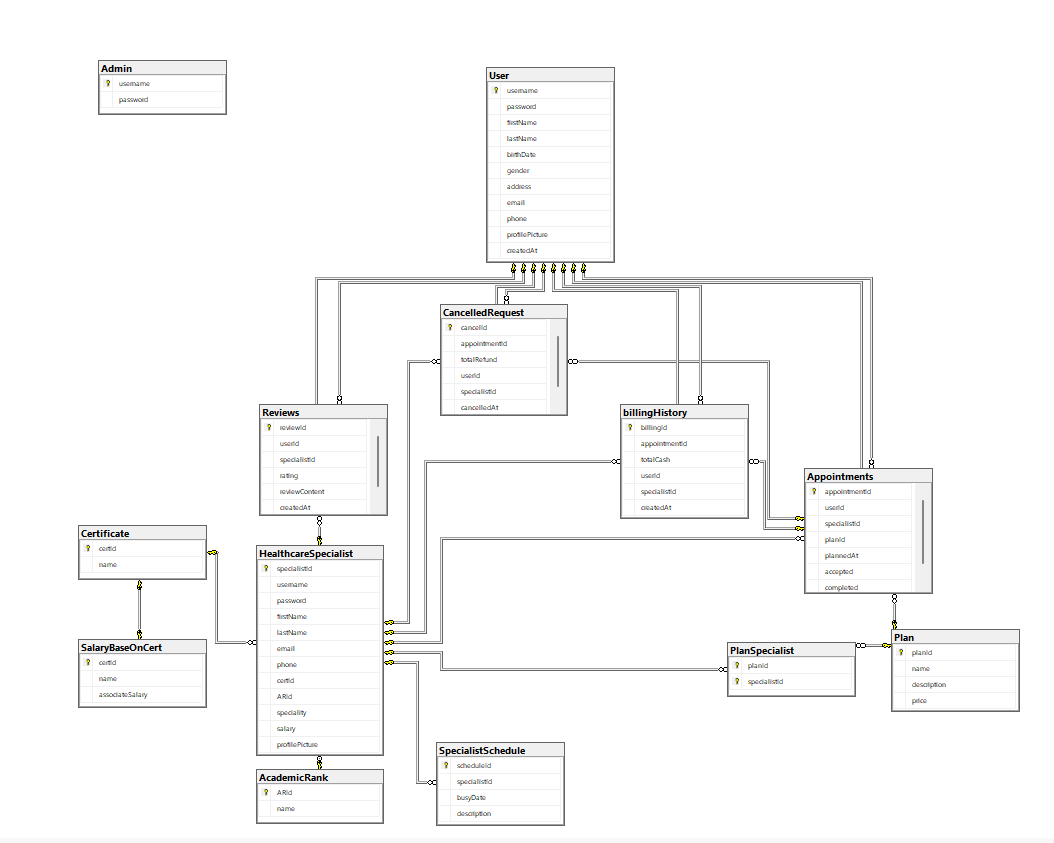 Admin
username
password
User
username
password
firstName
lastName
birthDate
gender
address
email
phone
profilePicture
createdAt
CancelledRequest
cancelId
appointmentId
totalRefund
userId
specialistId
cancelledAt
Reviews
reviewId
userId
specialistId
rating
reviewContent
createdAt
billingHistory
billingId
appointmentId
totalCash
userId
specialistId
createdAt
Appointments
appointmentId
userId
specialistId
planId
plannedAt
accepted
completed
Certificate
certId
name
HealthcareSpecialist
specialistId
username
password
firstName
lastName
email
phone
certId
ARId
speciality
salary
profilePicture
SalaryBaseOnCert
certId
name
associateSalary
PlanSpecialist
planId
specialistId
Plan
planId
name
description
price
SpecialistSchedule
scheduleId
specialistId
busyDate
description
AcademicRank
ARId
name